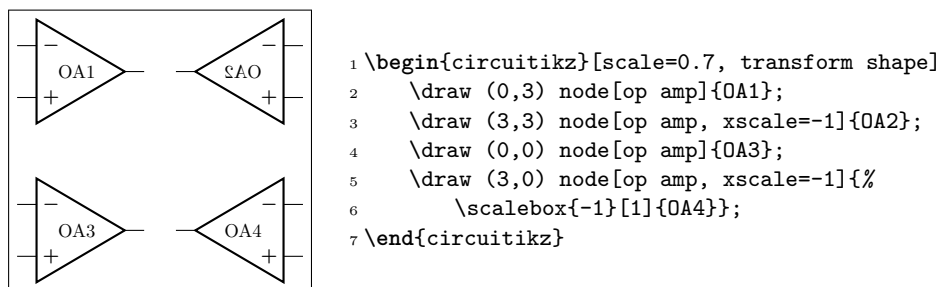 OA1 OA2
OA3 OA4
1 \begin{circuitikz}[scale=0.7, transform shape]
2 \draw (0,3) node[op amp]{OA1};
3 \draw (3,3) node[op amp, xscale=-1]{OA2};
4 \draw (0,0) node[op amp]{OA3};
5 \draw (3,0) node[op amp, xscale=-1]{%
6 \scalebox{-1}[1]{OA4}};
7 \end{circuitikz}